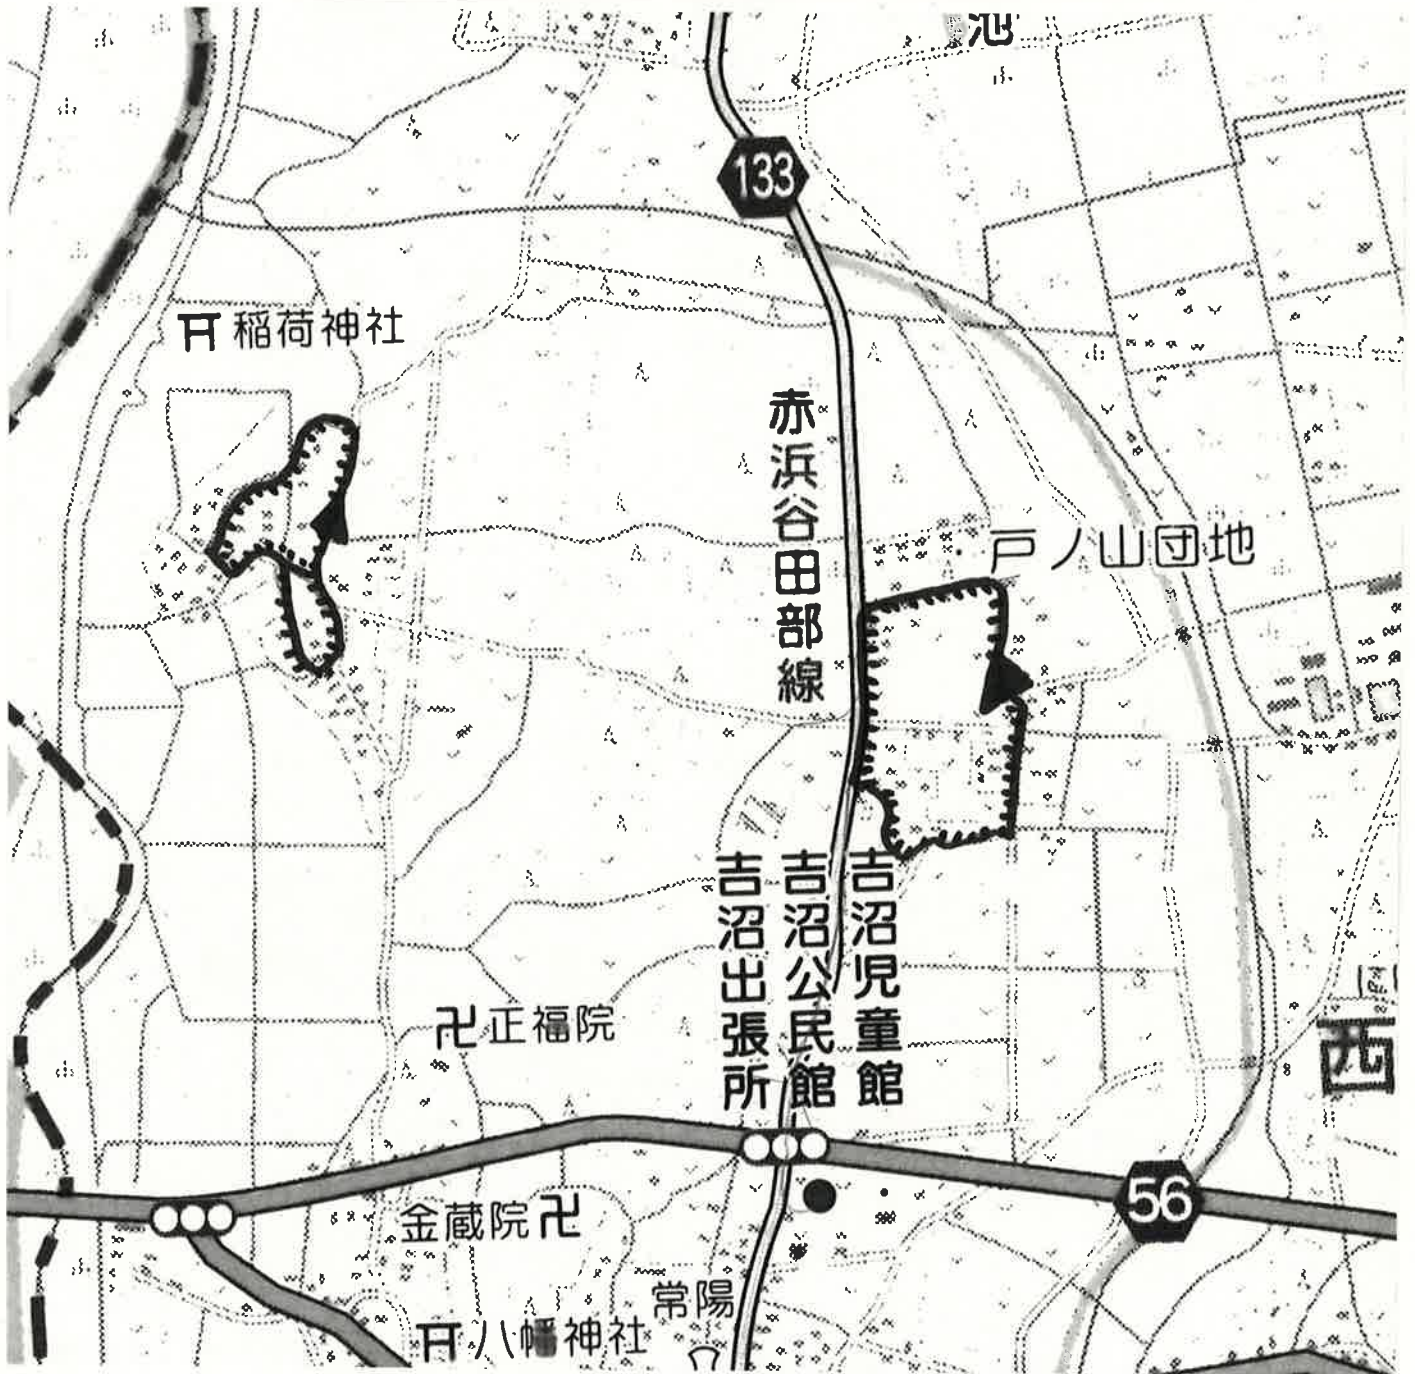 池
133
稲荷神社
赤浜谷田部線
戸ノ山団地
吉沼出張所
吉沼公民館
吉沼児童館
正福院
西
56
金蔵院
常陽
八幡神社